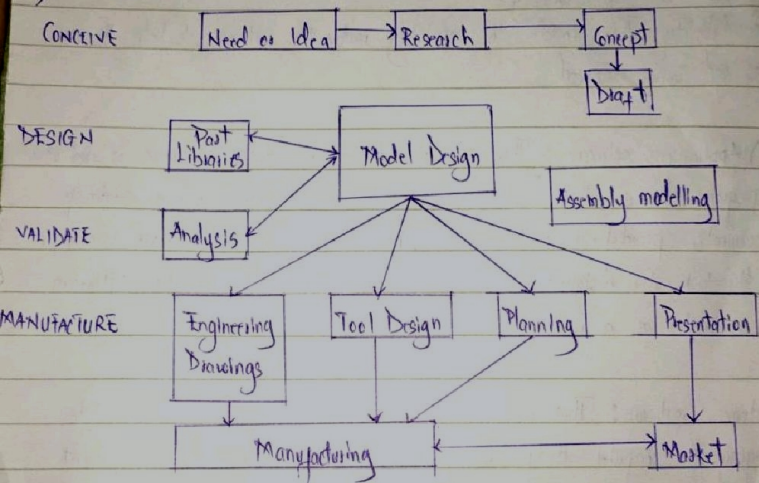 CONCEIVE Need or Idea Research Concept
Draft
DESIGN Part Libraries Model Design
Assembly modelling
VALIDATE Analysis
MANUFACTURE Engineering Drawings Tool Design Planning Presentation
Manufacturing Market